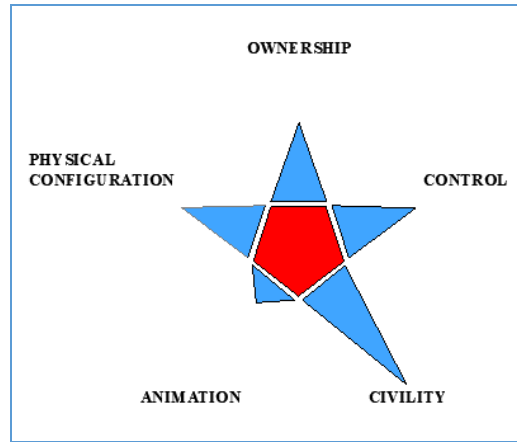 OWNERSHIP
PHYSICAL
CONFIGURATION
CONTROL
ANIMATION
CIVILITY